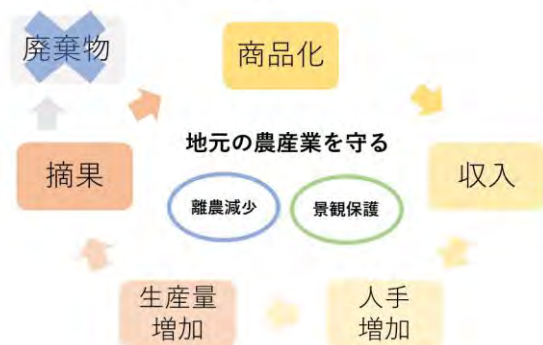 廃棄物
商品化
地元の農産業を守る
摘果
収入
離農減少
景観保護
生産量
増加
人手
増加